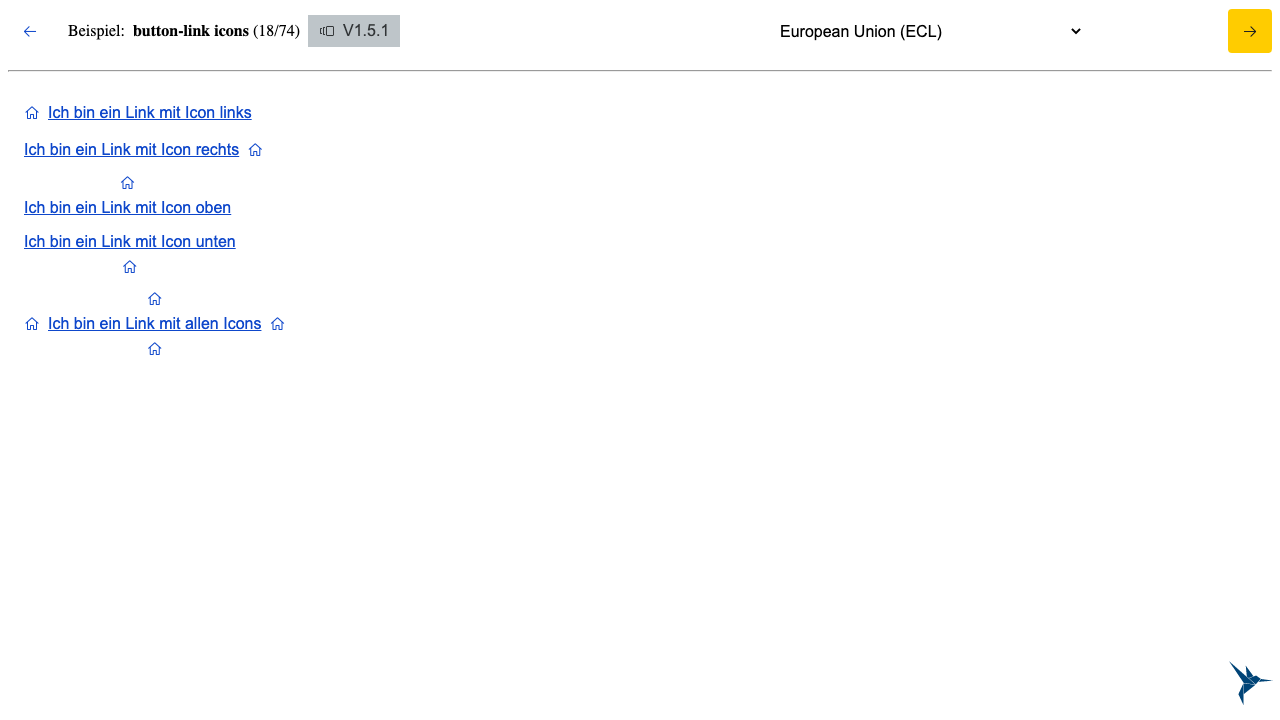 Beispiel: button-link icons (18/74) V1.5.1 European Union (ECL)
Ich bin ein Link mit Icon links
Ich bin ein Link mit Icon rechts
Ich bin ein Link mit Icon oben
Ich bin ein Link mit Icon unten
Ich bin ein Link mit allen Icons